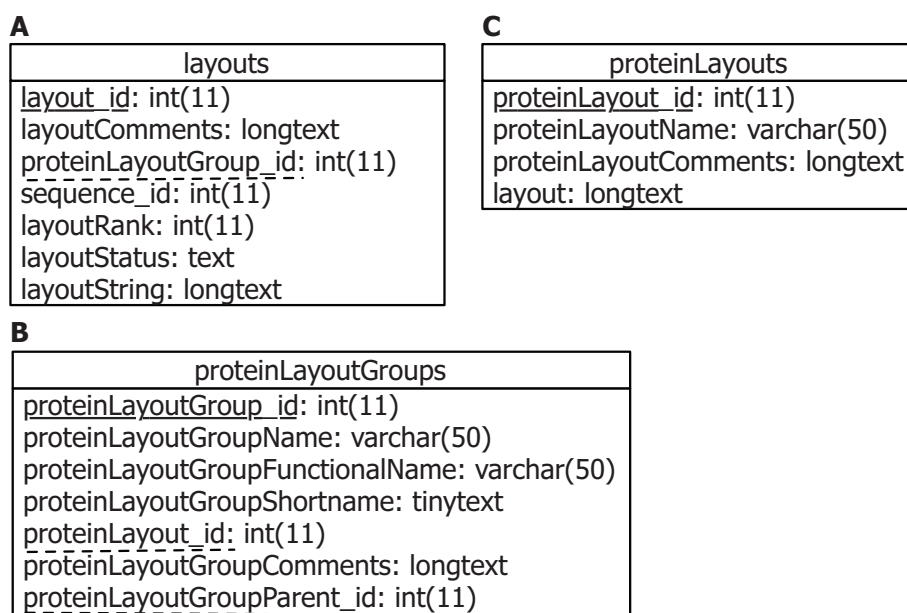 A
layouts
layout_id: int(11)
layoutComments: longtext
proteinLayoutGroup_id: int(11)
sequence_id: int(11)
layoutRank: int(11)
layoutStatus: text
layoutString: longtext
C
proteinLayouts
proteinLayout_id: int(11)
proteinLayoutName: varchar(50)
proteinLayoutComments: longtext
layout: longtext
B
proteinLayoutGroups
proteinLayoutGroup_id: int(11)
proteinLayoutGroupName: varchar(50)
proteinLayoutGroupFunctionalName: varchar(50)
proteinLayoutGroupShortname: tinytext
proteinLayout_id: int(11)
proteinLayoutGroupComments: longtext
proteinLayoutGroupParent_id: int(11)